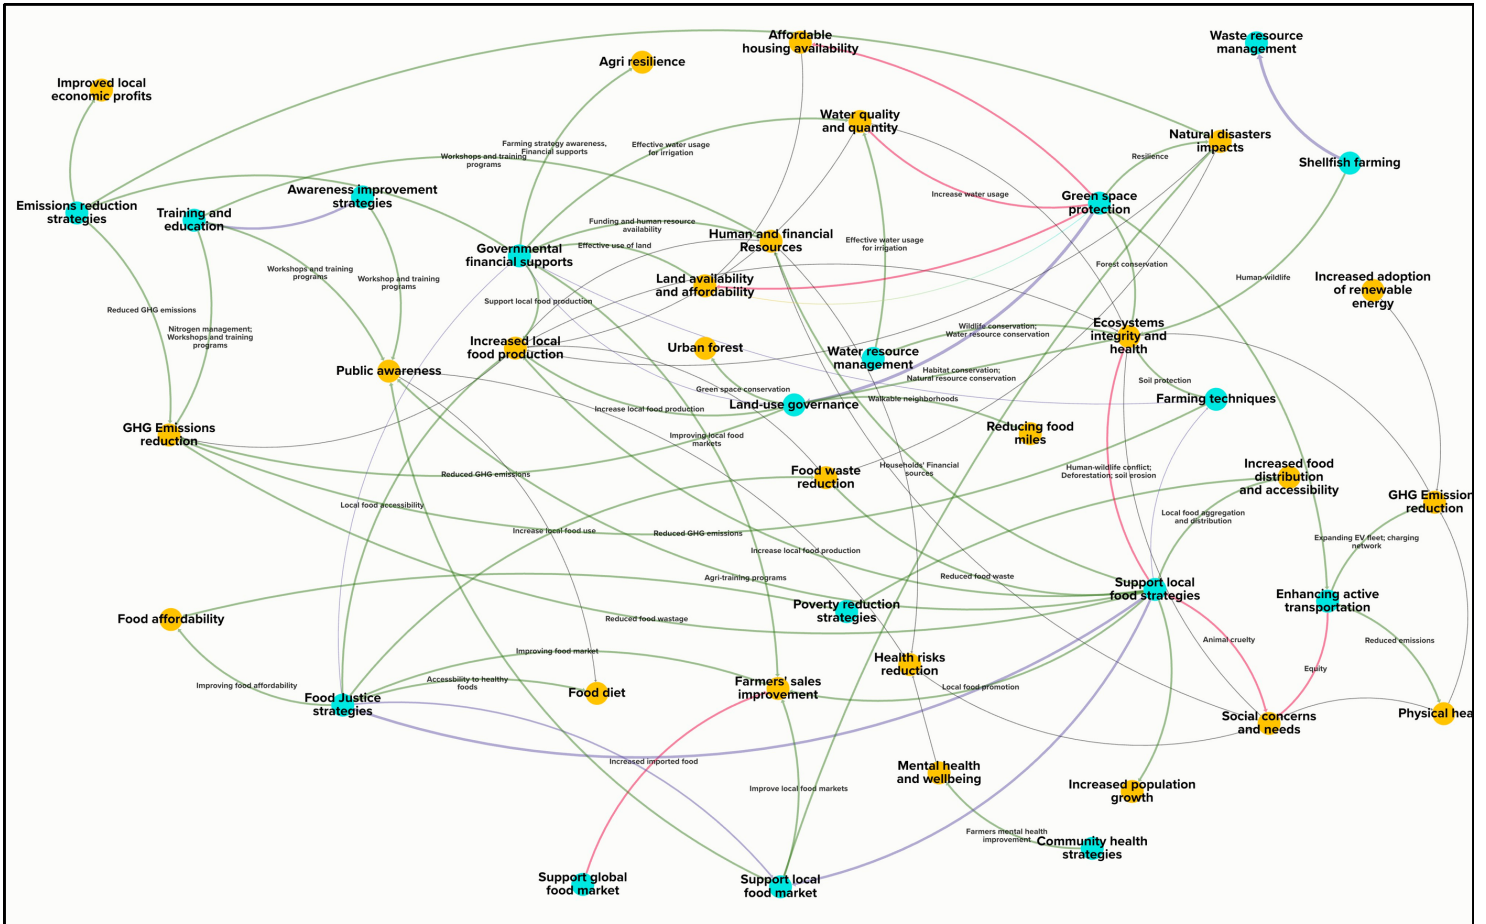 Affordable
housing availability
Waste resource
management
Agri resilience
Improved local
economic profits
Water quality
and quantity
Natural disasters
impacts
Shellfish farming
Farming strategy awareness,
Financial supports
Effective water usage
for irrigation
Workshops and training
programs
Resilience
Emissions reduction
strategies
Training and
education
Awareness improvement
strategies
Increase water usage
Green space
protection
Funding and human resource
availability
Governmental
financial supports
Effective use of land
Human and financial
Resources
Effective water usage
for irrigation
Workshops and training
programs
Workshop and training
programs
Land availability
and affordability
Forest conservation
Human-wildlife
Increased adoption
of renewable
energy
Support local food production
Reduced GHG emissions
Nitrogen management;
Workshops and training
programs
Increased local
food production
Urban forest
Water resource
management
Wildlife conservation;
Water resource conservation
Ecosystems
integrity and
health
Public awareness
Habitat conservation;
Natural resource conservation
Soil protection
Green space conservation
Land-use governance
Walkable neighborhoods
Farming techniques
Increase local food production
GHG Emissions
reduction
Improving local food
markets
Reducing food
miles
Reduced GHG emissions
Food waste
reduction
Households' Financial
sources
Human-wildlife conflict;
Deforestation; soil erosion
Increased food
distribution
and accessibility
GHG Emission
reduction
Local food accessibility
Local food aggregation
and distribution
Increase local food use
Reduced GHG emissions
Expanding EV fleet; charging
network
Increase local food production
Agri-training programs
Reduced food waste
Support local
food strategies
Enhancing active
transportation
Food affordability
Reduced food wastage
Poverty reduction
strategies
Animal cruelty
Reduced emissions
Improving food market
Health risks
reduction
Equity
Improving food affordability
Food Justice
strategies
Accessbility to healthy
foods
Food diet
Farmers' sales
improvement
Local food promotion
Social concerns
and needs
Physical hea
Increased imported food
Mental health
and wellbeing
Improve local food markets
Increased population
growth
Farmers mental health
improvement
Community health
strategies
Support global
food market
Support local
food market